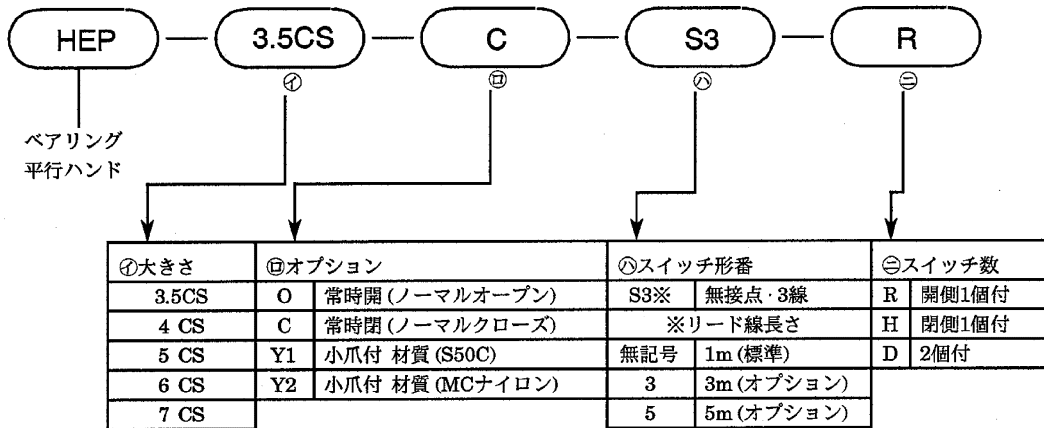 HEP — 3.5CS — C — S3 — R
㋑ ㋺ ㋩ ㊁
ベアリング
平行ハンド
㋑大きさ ㋺オプション ㋩スイッチ形番 ㊁スイッチ数
3.5CS O 常時開(ノーマルオープン) S3※ 無接点·3線 R 開側1個付
4 CS C 常時閉(ノーマルクローズ) ※リード線長さ H 閉側1個付
5 CS Y1 小爪付 材質(S50C) 無記号 1m(標準) D 2個付
6 CS Y2 小爪付 材質(MCナイロン) 3 3m(オプション)
7 CS 5 5m(オプション)